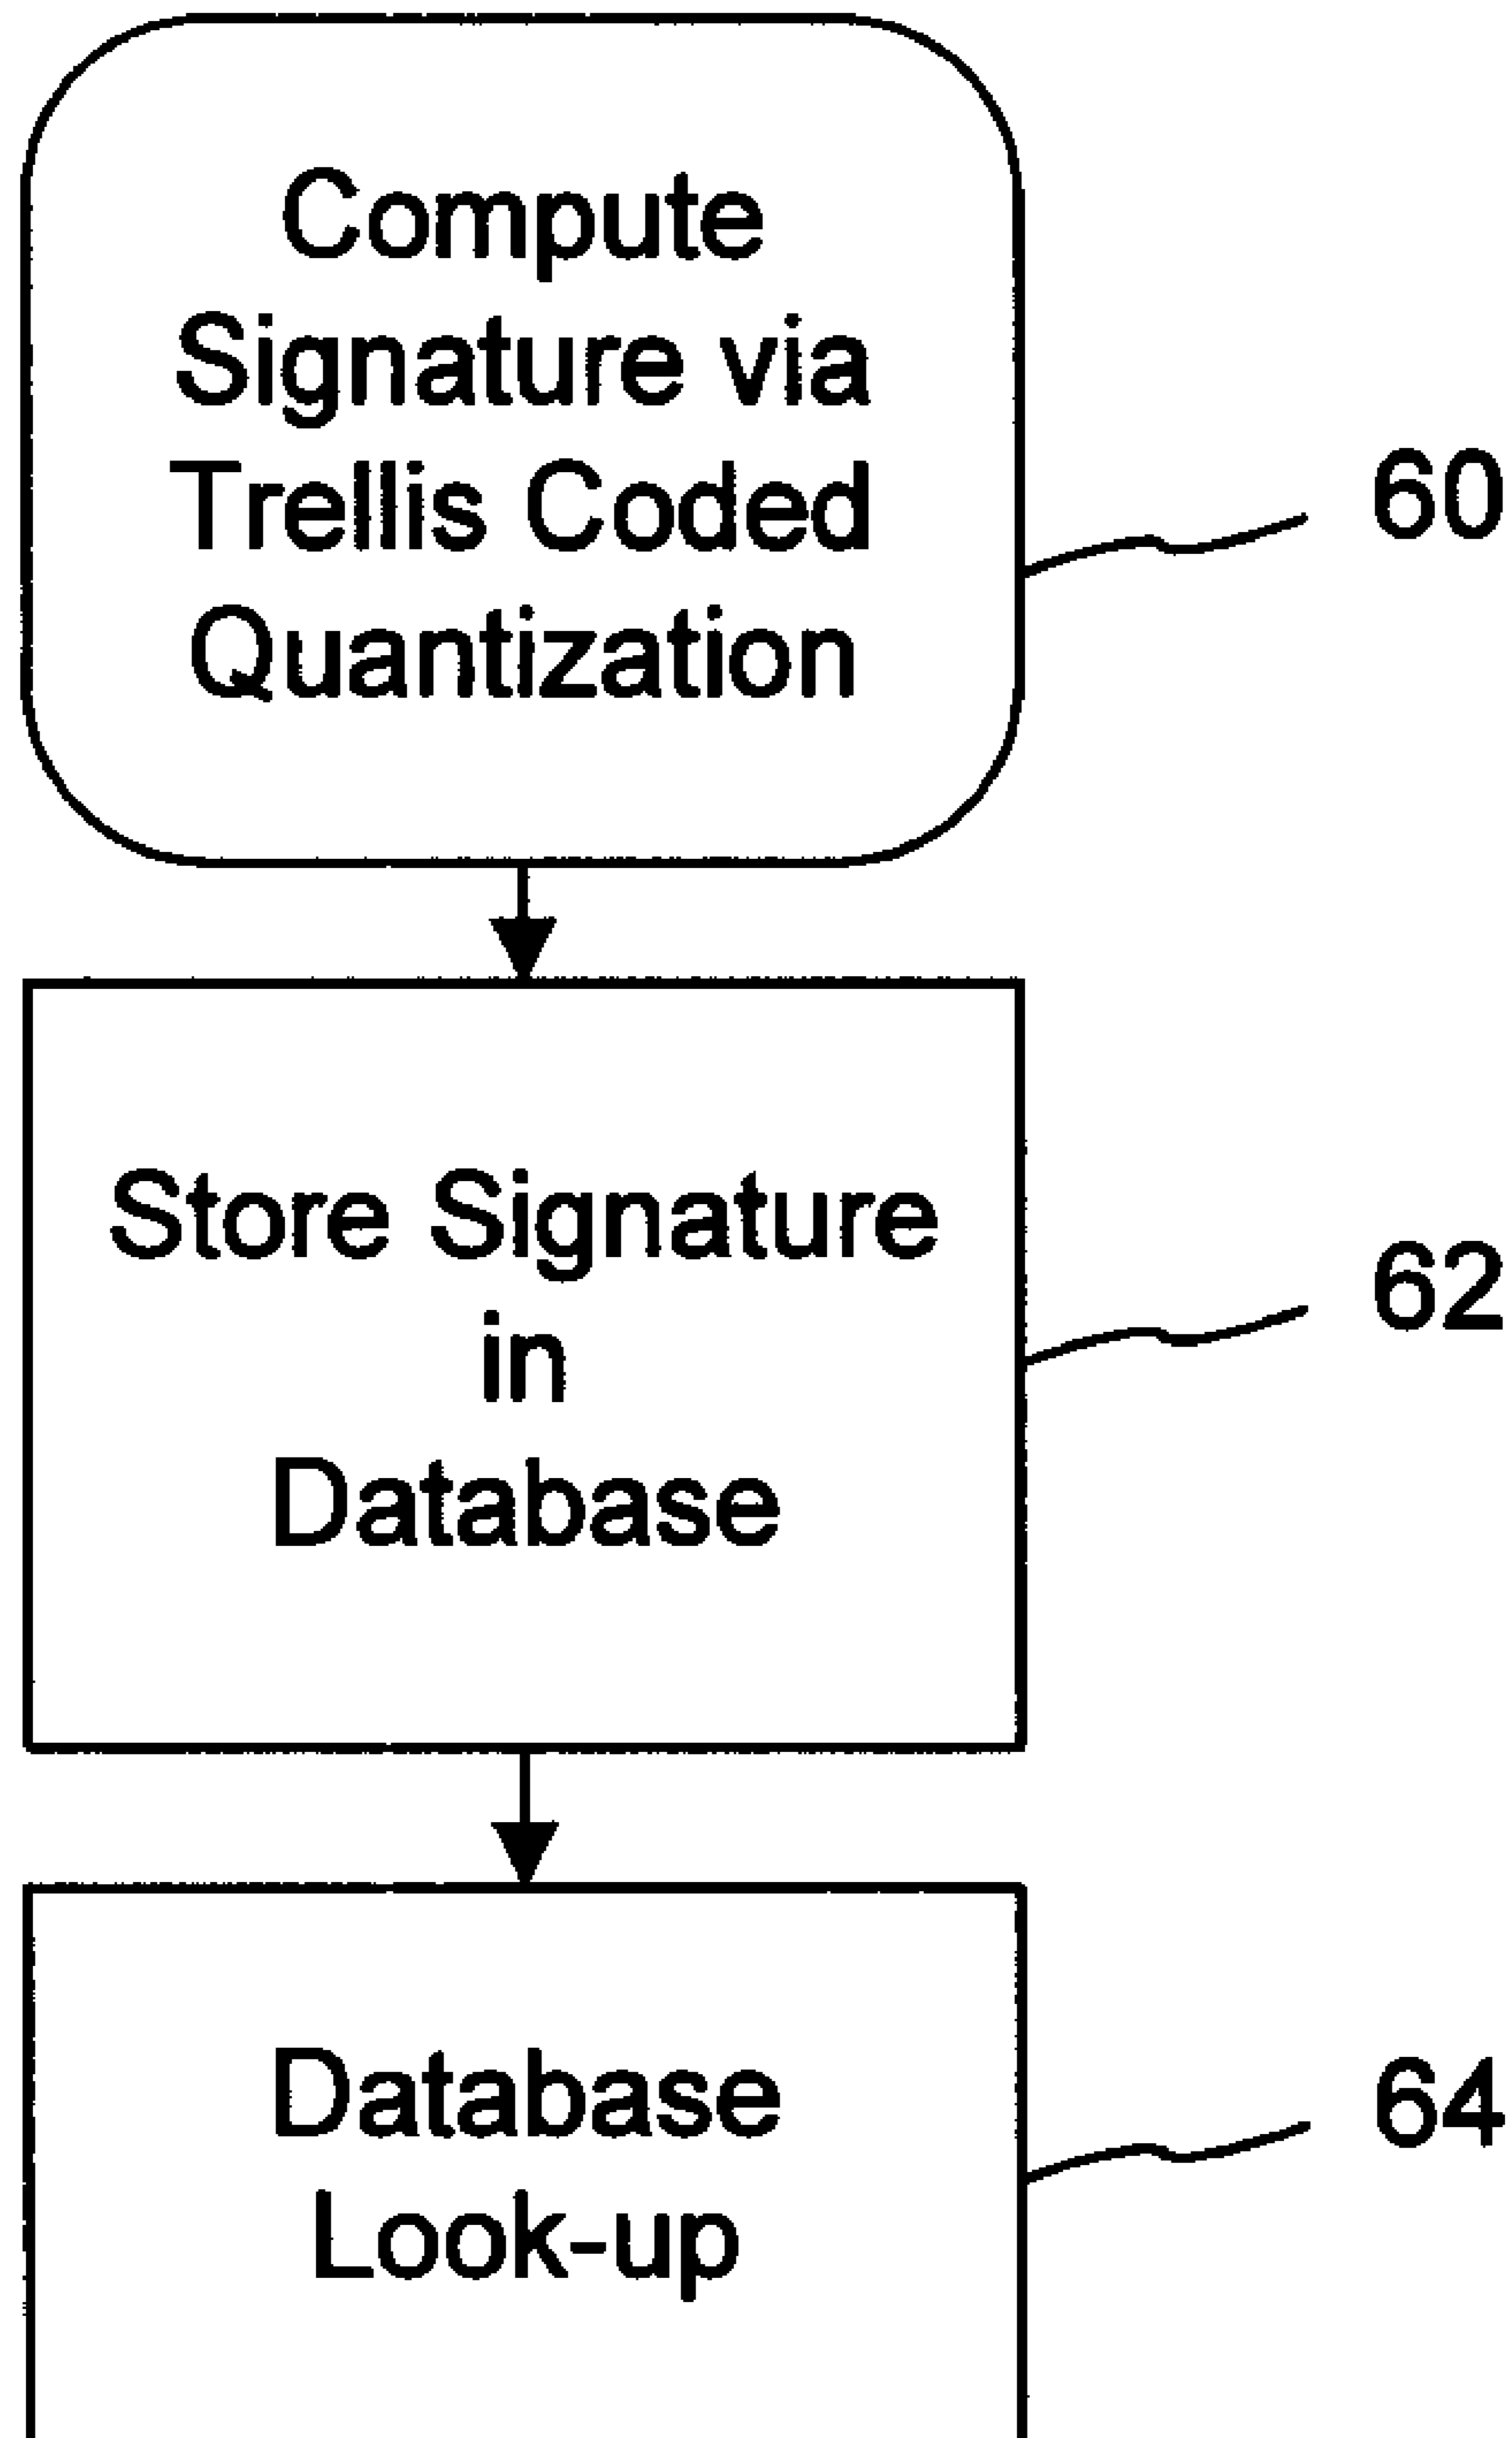 Compute
Signature via
Trellis Coded
Quantization
60
Store Signature
in
Database
62
Database
Look-up
64